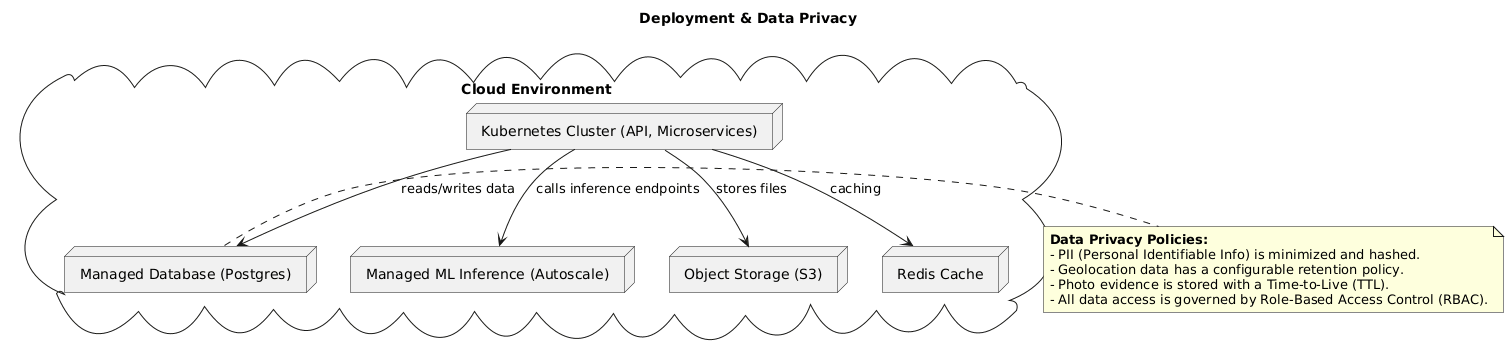 Deployment & Data Privacy
Cloud Environment
Kubernetes Cluster (API, Microservices)
reads/writes data
calls inference endpoints
stores files
caching
Managed Database (Postgres)
Managed ML Inference (Autoscale)
Object Storage (S3)
Redis Cache
Data Privacy Policies:
- PII (Personal Identifiable Info) is minimized and hashed.
- Geolocation data has a configurable retention policy.
- Photo evidence is stored with a Time-to-Live (TTL).
- All data access is governed by Role-Based Access Control (RBAC).